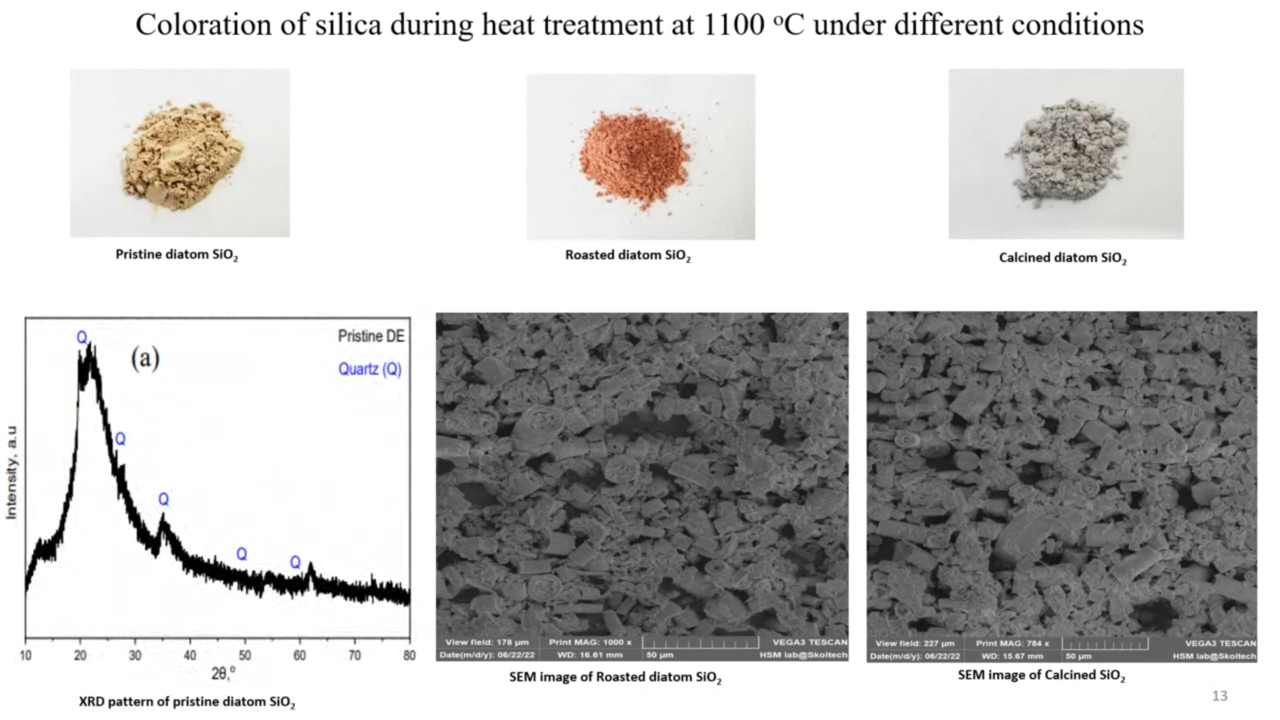 Coloration of silica during heat treatment at 1100 °C under different conditions
Pristine diatom SiO₂
Roasted diatom SiO₂
Calcined diatom SiO₂
Q
(a)
Pristine DE
Quartz (Q)
Q
Q
Q
Q
Intensity, a.u
10 20 30 40 50 60 70 80
2θ,°
XRD pattern of pristine diatom SiO₂
View field: 178 µm Print MAG: 1000 x VEGA3 TESCAN
Date(m/d/y): 06/22/22 WD: 16.61 mm 50 µm HSM lab@Skoltech
SEM image of Roasted diatom SiO₂
View field: 227 µm Print MAG: 784 x VEGA3 TESCAN
Date(m/d/y): 06/22/22 WD: 15.67 mm 50 µm HSM lab@Skoltech
SEM image of Calcined SiO₂
13